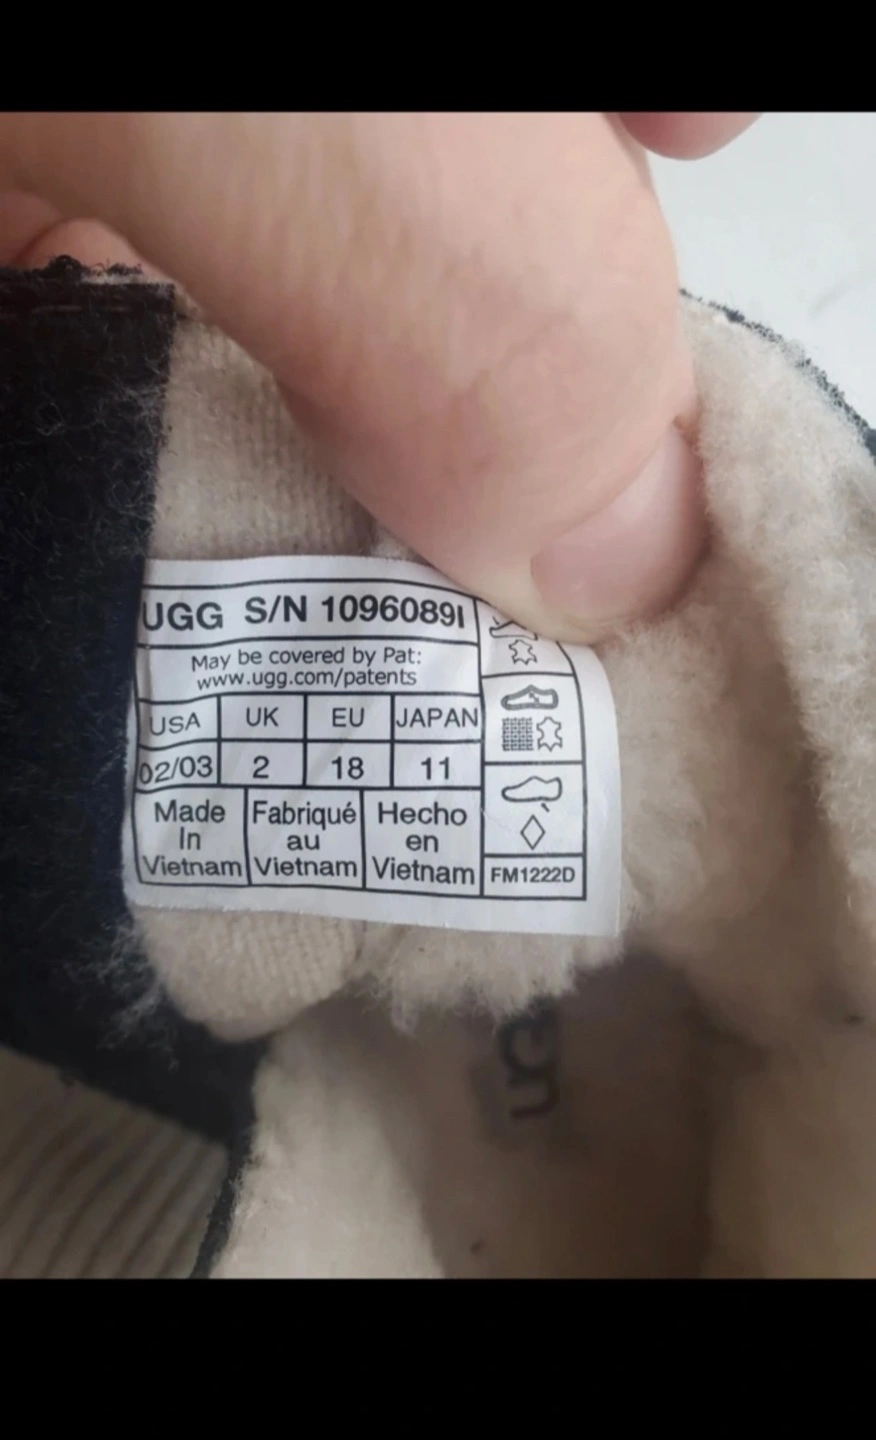 UGG S/N 1096089I
May be covered by Pat:
www.ugg.com/patents
USA UK EU JAPAN
02/03 2 18 11
Made In Vietnam
Fabriqué au Vietnam
Hecho en Vietnam
FM1222D
UG